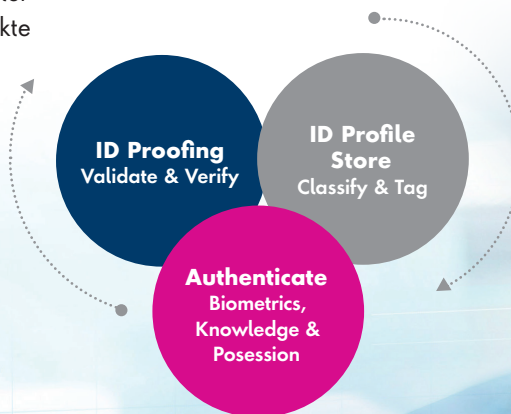 kte
ID Proofing
Validate & Verify
ID Profile
Store
Classify & Tag
Authenticate
Biometrics,
Knowledge &
Posession